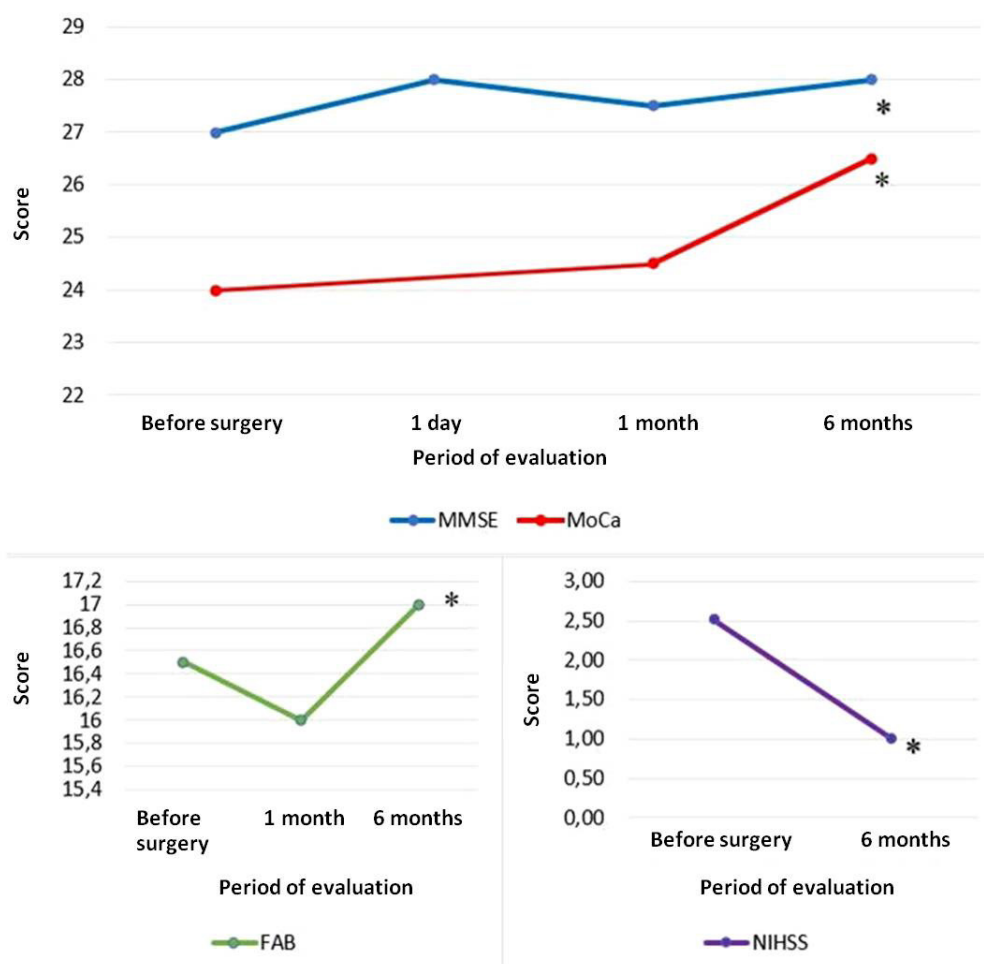 29
28
27
26
25
24
23
22
Score
*
*
Before surgery 1 day 1 month 6 months
Period of evaluation
MMSE MoCa
17,2
17
16,8
16,6
16,4
16,2
16
15,8
15,6
15,4
Score
*
Before surgery 1 month 6 months
Period of evaluation
FAB
3,00
2,50
2,00
1,50
1,00
0,50
0,00
Score
*
Before surgery 6 months
Period of evaluation
NIHSS